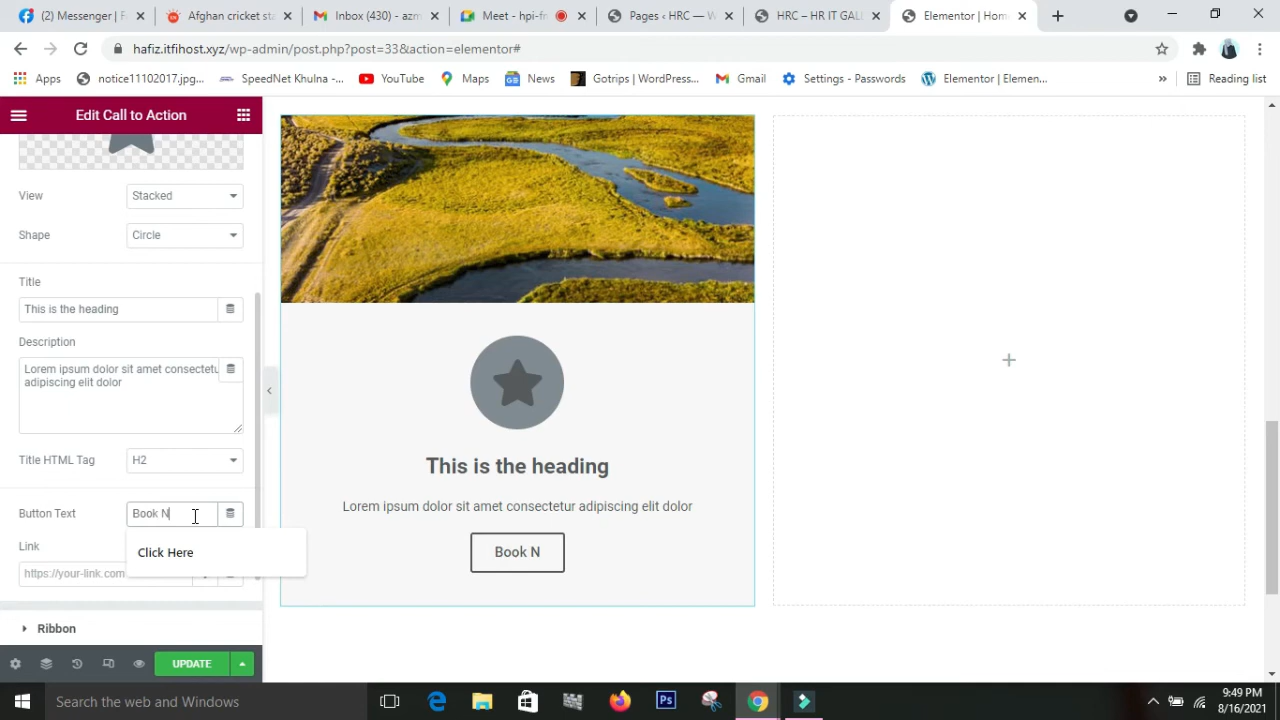 (2) Messenger | F
Afghan cricket sta
Inbox (430) - azm
Meet - hpi-fn
Pages ‹ HRC — W
HRC – HR IT GALL
Elementor | Hom
hafiz.itfihost.xyz/wp-admin/post.php?post=33&action=elementor#
Apps
notice11102017.jpg...
SpeedNet Khulna -...
YouTube
Maps
News
Gotrips | WordPress...
Gmail
Settings - Passwords
Elementor | Elemen...
»
Reading list
Edit Call to Action
View
Stacked
Shape
Circle
Title
This is the heading
Description
Lorem ipsum dolor sit amet consectetu
adipiscing elit dolor
Title HTML Tag
H2
Button Text
Book N
Click Here
Link
https://your-link.com
Ribbon
UPDATE
This is the heading
Lorem ipsum dolor sit amet consectetur adipiscing elit dolor
Book N
Search the web and Windows
Ps
9:49 PM
8/16/2021